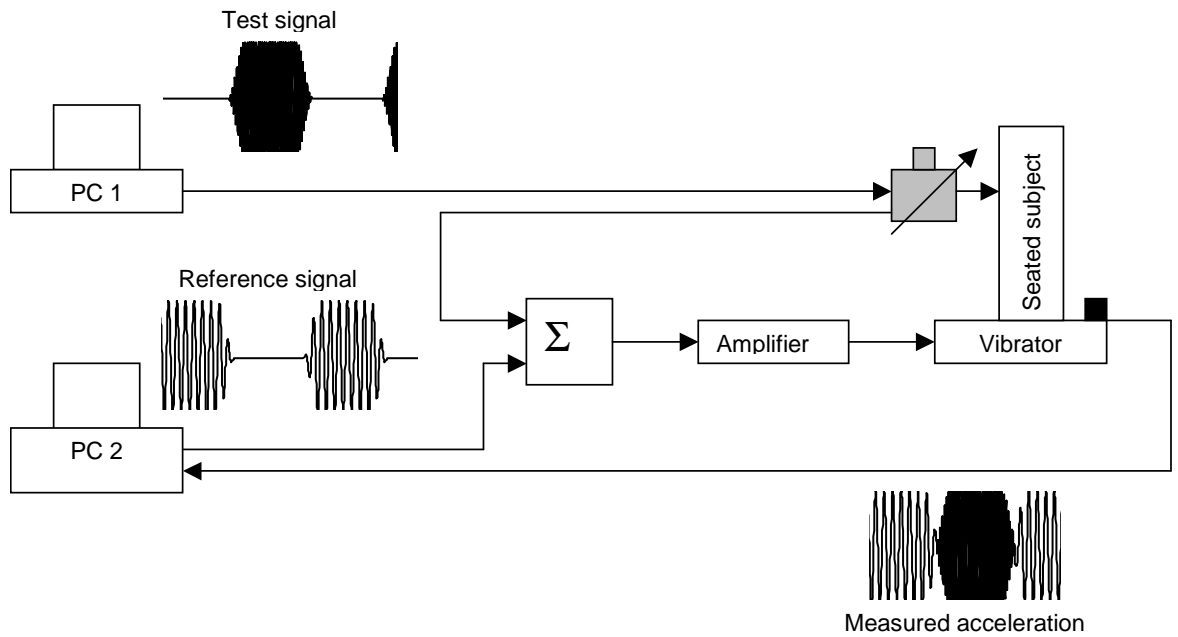 Test signal
PC 1
Seated subject
Reference signal
Σ
Amplifier
Vibrator
PC 2
Measured acceleration